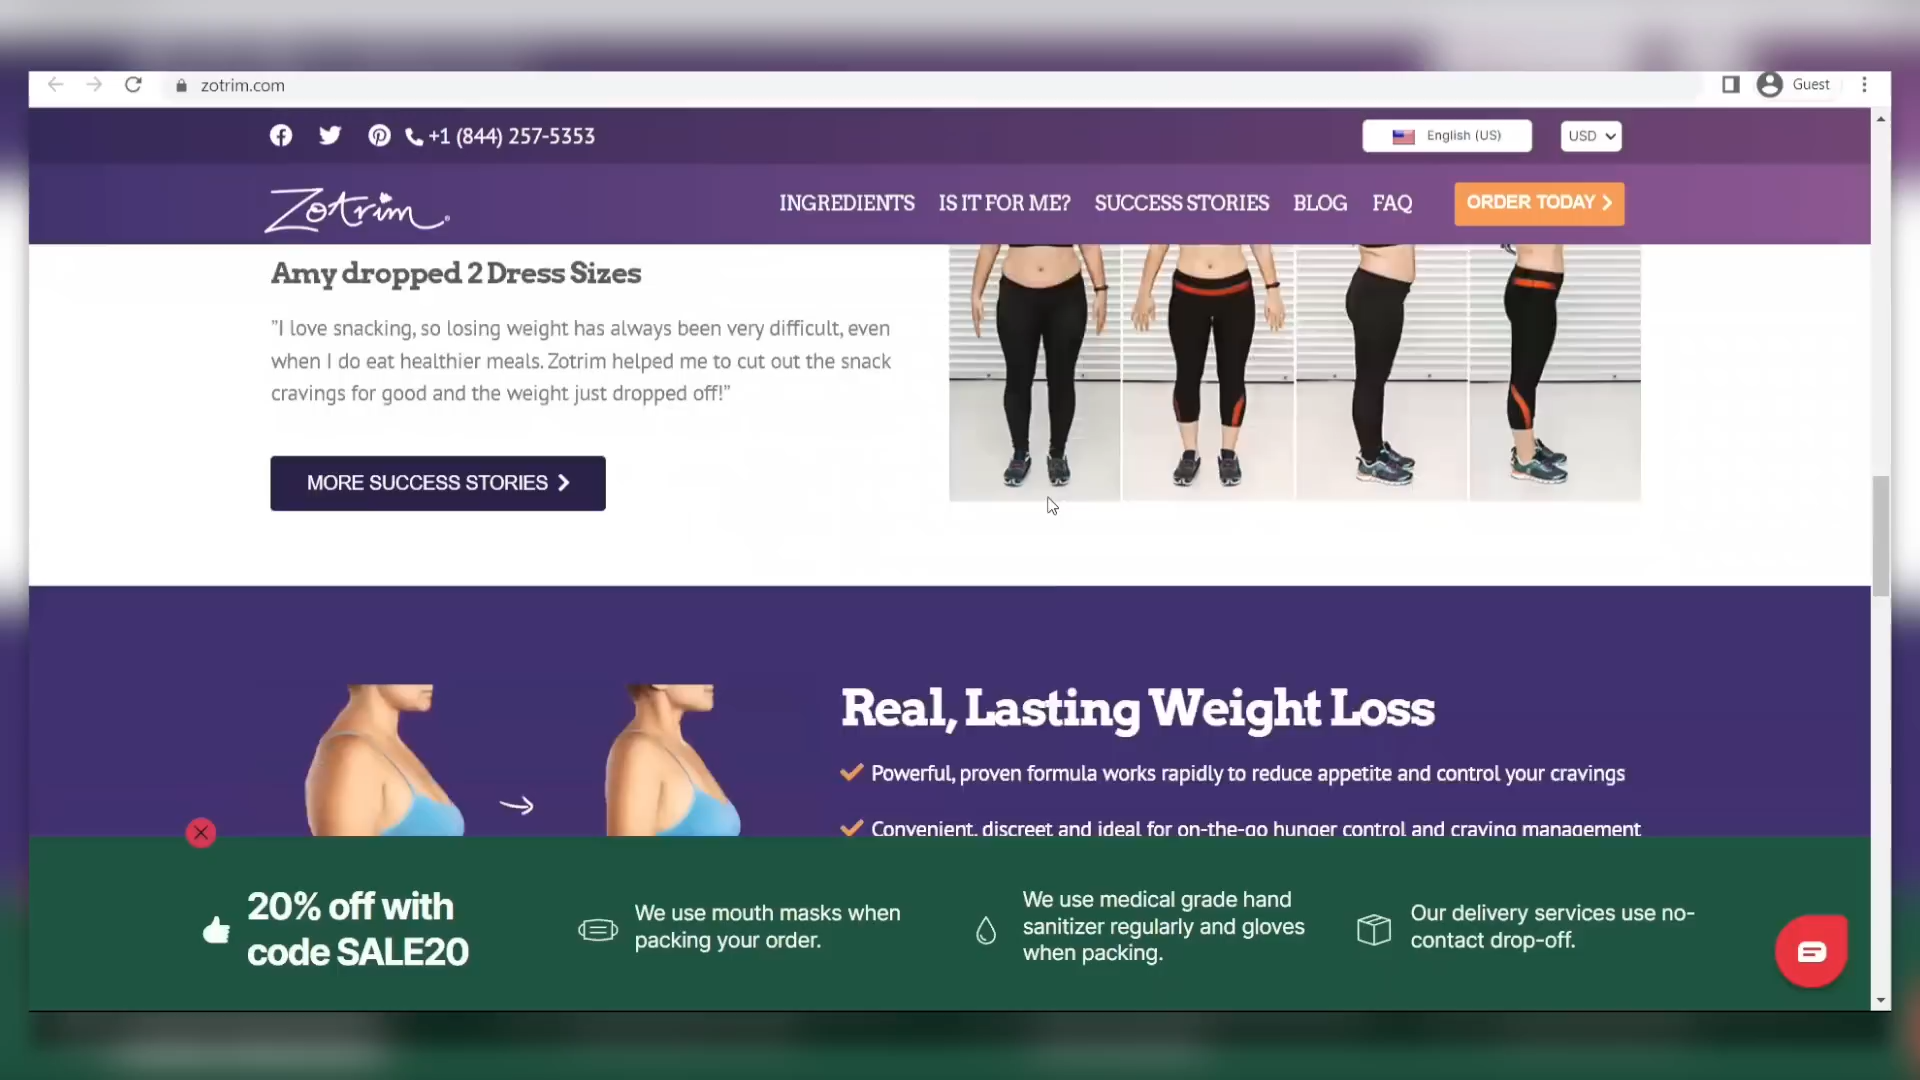 zotrim.com
Guest
+1 (844) 257-5353
English (US)
USD
Zotrim
INGREDIENTS
IS IT FOR ME?
SUCCESS STORIES
BLOG
FAQ
ORDER TODAY
Amy dropped 2 Dress Sizes
"I love snacking, so losing weight has always been very difficult, even
when I do eat healthier meals. Zotrim helped me to cut out the snack
cravings for good and the weight just dropped off!"
MORE SUCCESS STORIES
Real, Lasting Weight Loss
Powerful, proven formula works rapidly to reduce appetite and control your cravings
Convenient, discreet and ideal for on-the-go hunger control and craving management
20% off with
code SALE20
We use mouth masks when
packing your order.
We use medical grade hand
sanitizer regularly and gloves
when packing.
Our delivery services use no-
contact drop-off.